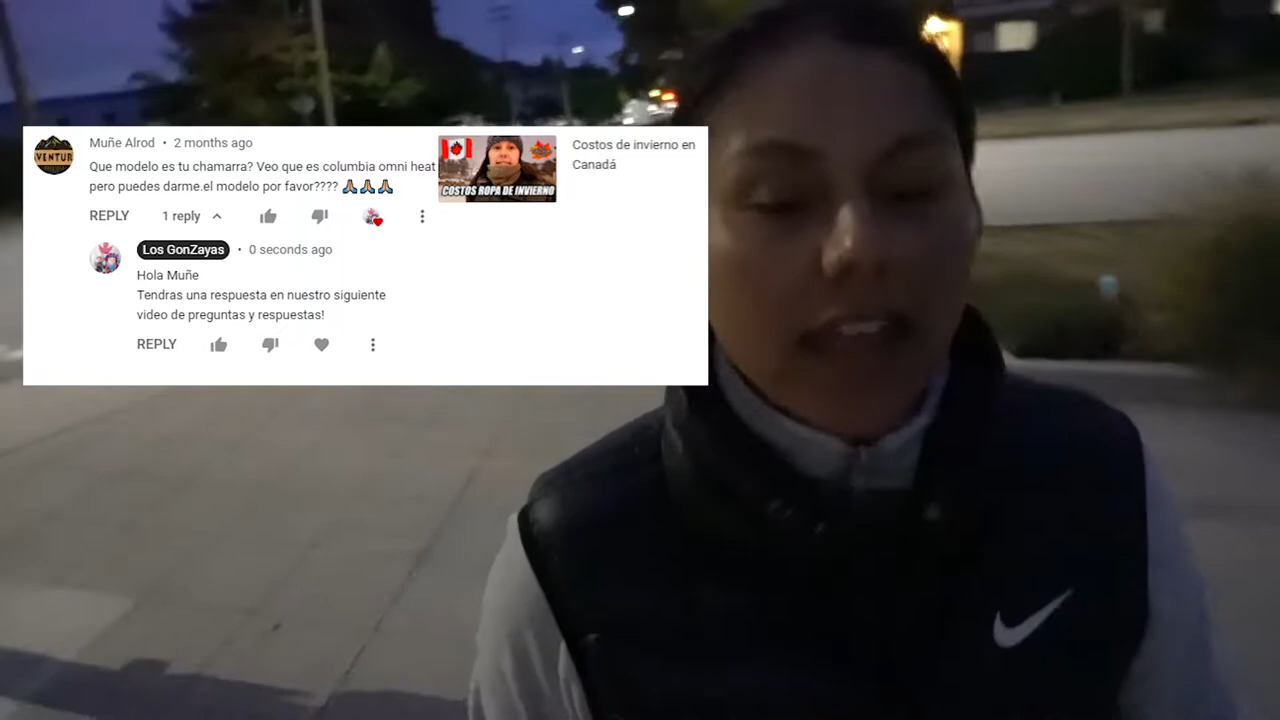 VENTUR
Muñe Alrod • 2 months ago
Que modelo es tu chamarra? Veo que es columbia omni heat
pero puedes darme.el modelo por favor???? 🙏🏼🙏🏼🙏🏼
REPLY 1 reply
COSTOS ROPA DE INVIERNO
Costos de invierno en
Canadá
Los GonZayas • 0 seconds ago
Hola Muñe
Tendras una respuesta en nuestro siguiente
video de preguntas y respuestas!
REPLY